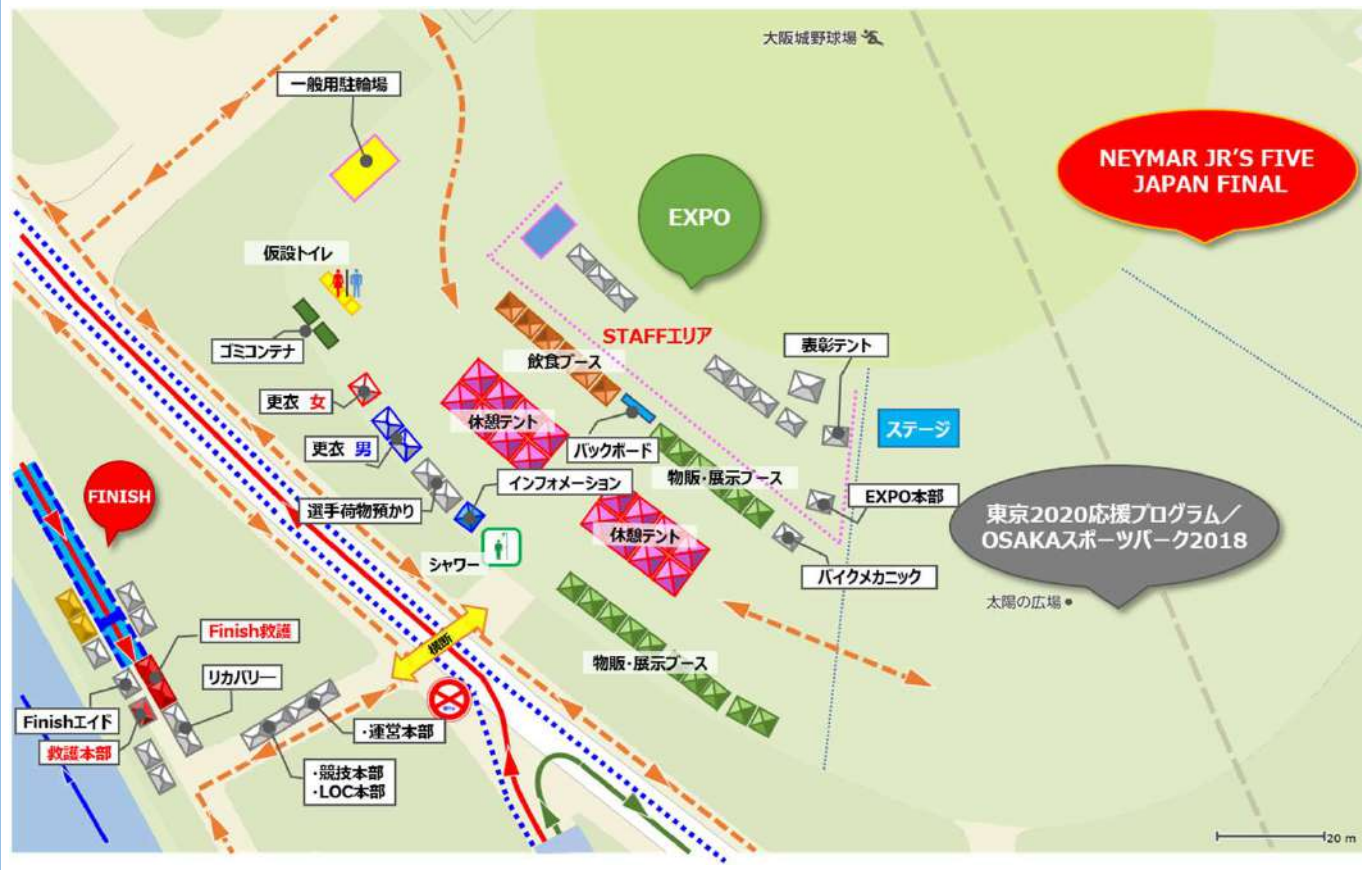 大阪城野球場
一般用駐輪場
NEYMAR JR'S FIVE
JAPAN FINAL
EXPO
仮設トイレ
STAFFエリア
表彰テント
ゴミコンテナ
飲食ブース
更衣 女
休憩テント
ステージ
更衣 男
バックボード
物販・展示ブース
インフォメーション
EXPO本部
FINISH
選手荷物預かり
東京2020応援プログラム／
OSAKAスポーツパーク2018
休憩テント
シャワー
バイクメカニック
太陽の広場
Finish救護
横断
物販・展示ブース
リカバリー
Finishエイド
・運営本部
救護本部
・競技本部
・LOC本部
20 m